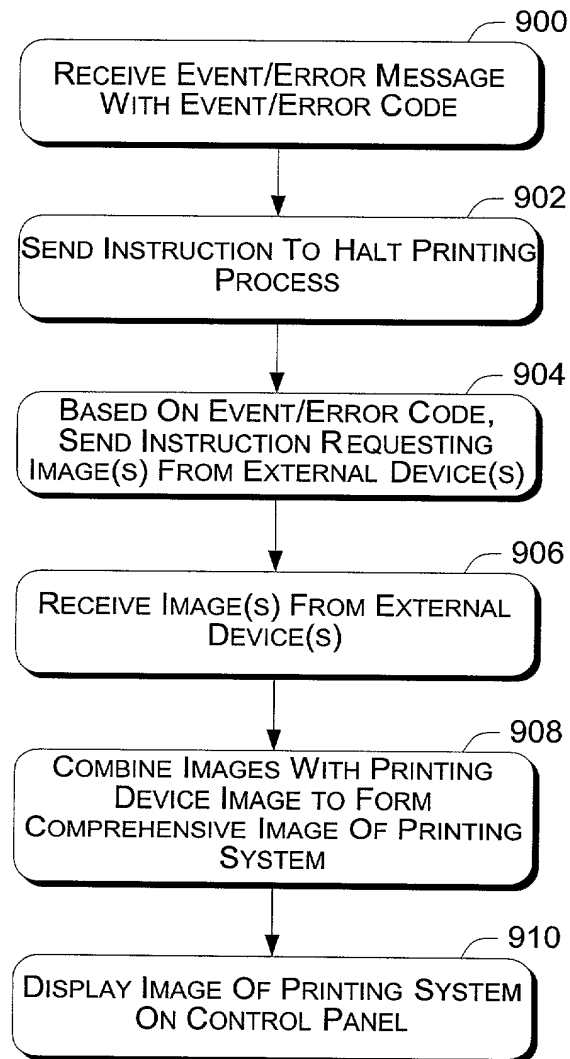 900
RECEIVE EVENT/ERROR MESSAGE
WITH EVENT/ERROR CODE
902
SEND INSTRUCTION TO HALT PRINTING
PROCESS
904
BASED ON EVENT/ERROR CODE,
SEND INSTRUCTION REQUESTING
IMAGE(S) FROM EXTERNAL DEVICE(S)
906
RECEIVE IMAGE(S) FROM EXTERNAL
DEVICE(S)
908
COMBINE IMAGES WITH PRINTING
DEVICE IMAGE TO FORM
COMPREHENSIVE IMAGE OF PRINTING
SYSTEM
910
DISPLAY IMAGE OF PRINTING SYSTEM
ON CONTROL PANEL